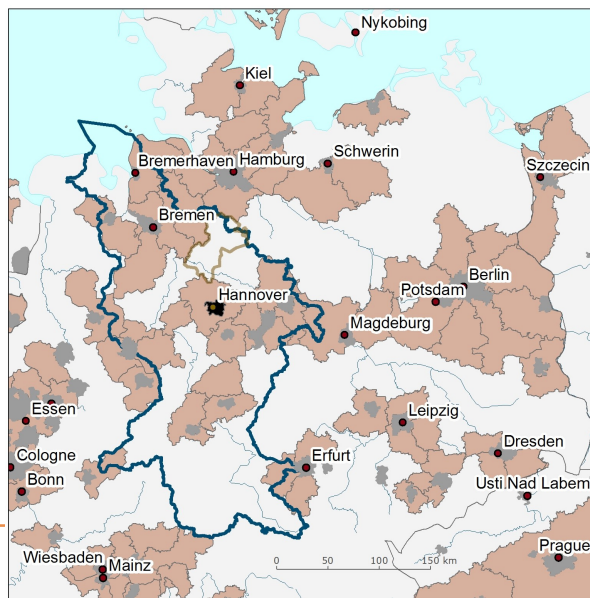 Nykobing
Kiel
Schwerin
Bremerhaven
Hamburg
Szczecin
Bremen
Berlin
Potsdam
Hannover
Magdeburg
Essen
Leipzig
Dresden
Cologne
Erfurt
Bonn
Usti Nad Labem
Prague
Wiesbaden
Mainz
0 50 100 150 km